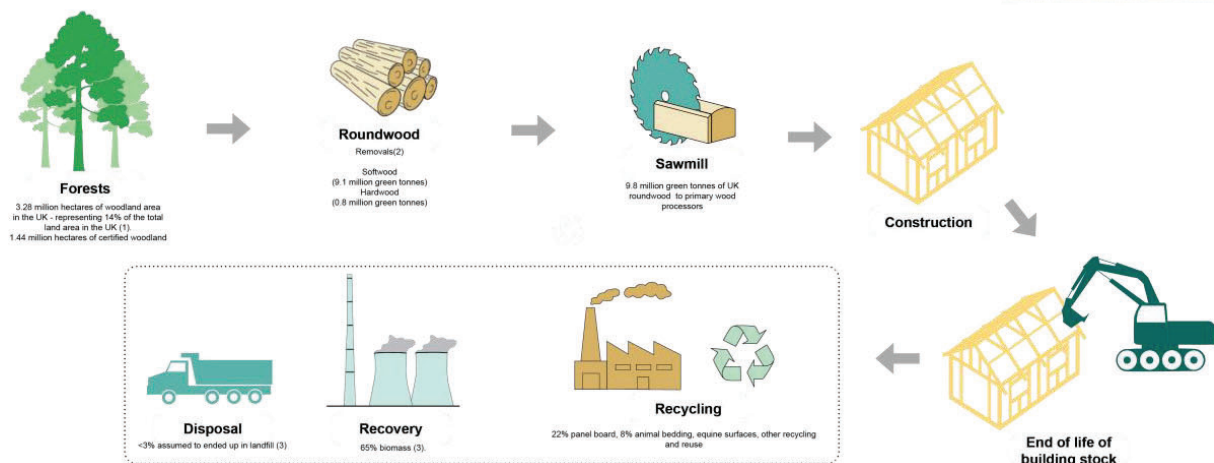 Forests
3.28 million hectares of woodland area
in the UK - representing 14% of the total
land area in the UK (1).
1.44 million hectares of certified woodland
Roundwood
Removals(2)
Softwood
(9.1 million green tonnes)
Hardwood
(0.8 million green tonnes)
Sawmill
9.8 million green tonnes of UK
roundwood to primary wood
processors
Construction
End of life of
building stock
Recycling
22% panel board, 8% animal bedding, equine surfaces, other recycling
and reuse
Recovery
65% biomass (3).
Disposal
<3% assumed to ended up in landfill (3)